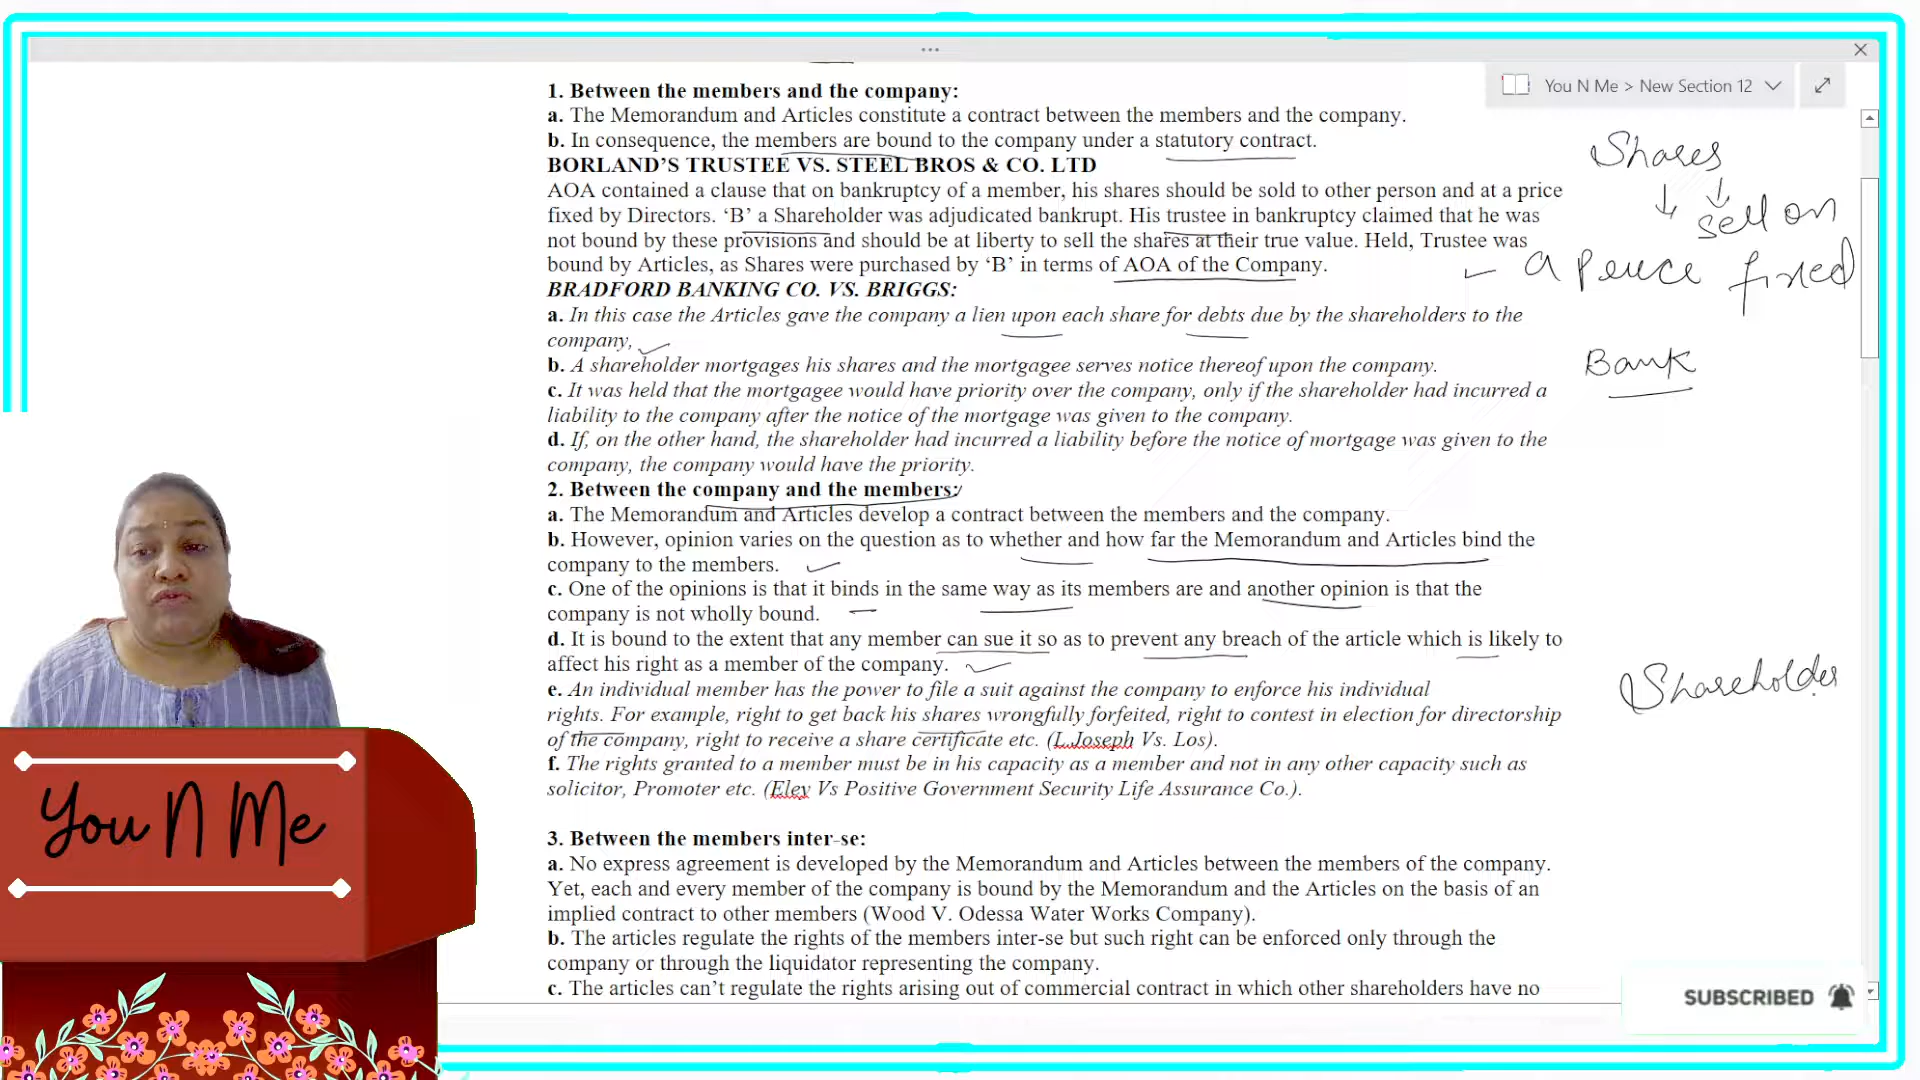 ...
You N Me > New Section 12
1. Between the members and the company:
a. The Memorandum and Articles constitute a contract between the members and the company.
b. In consequence, the members are bound to the company under a statutory contract.
BORLAND’S TRUSTEE VS. STEEL BROS & CO. LTD
AOA contained a clause that on bankruptcy of a member, his shares should be sold to other person and at a price
fixed by Directors. ‘B’ a Shareholder was adjudicated bankrupt. His trustee in bankruptcy claimed that he was
not bound by these provisions and should be at liberty to sell the shares at their true value. Held, Trustee was
bound by Articles, as Shares were purchased by ‘B’ in terms of AOA of the Company.
BRADFORD BANKING CO. VS. BRIGGS:
a. In this case the Articles gave the company a lien upon each share for debts due by the shareholders to the
company,
b. A shareholder mortgages his shares and the mortgagee serves notice thereof upon the company.
c. It was held that the mortgagee would have priority over the company, only if the shareholder had incurred a
liability to the company after the notice of the mortgage was given to the company.
d. If, on the other hand, the shareholder had incurred a liability before the notice of mortgage was given to the
company, the company would have the priority.
2. Between the company and the members:
a. The Memorandum and Articles develop a contract between the members and the company.
b. However, opinion varies on the question as to whether and how far the Memorandum and Articles bind the
company to the members.
c. One of the opinions is that it binds in the same way as its members are and another opinion is that the
company is not wholly bound.
d. It is bound to the extent that any member can sue it so as to prevent any breach of the article which is likely to
affect his right as a member of the company.
e. An individual member has the power to file a suit against the company to enforce his individual
rights. For example, right to get back his shares wrongfully forfeited, right to contest in election for directorship
of the company, right to receive a share certificate etc. (L.Joseph Vs. Los).
f. The rights granted to a member must be in his capacity as a member and not in any other capacity such as
solicitor, Promoter etc. (Eley Vs Positive Government Security Life Assurance Co.).
3. Between the members inter-se:
a. No express agreement is developed by the Memorandum and Articles between the members of the company.
Yet, each and every member of the company is bound by the Memorandum and the Articles on the basis of an
implied contract to other members (Wood V. Odessa Water Works Company).
b. The articles regulate the rights of the members inter-se but such right can be enforced only through the
company or through the liquidator representing the company.
c. The articles can’t regulate the rights arising out of commercial contract in which other shareholders have no
Shares
sell on
a fixed
Bank
Shareholder
You N Me
SUBSCRIBED